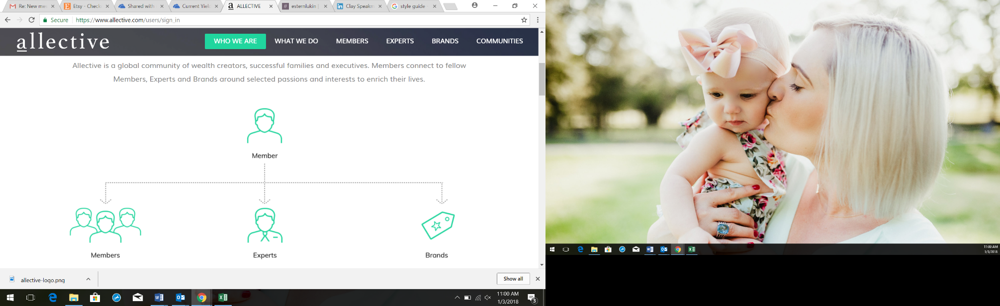 Re: New me
Etsy - Check
Shared with
Current Yield
ALLECTIVE
esternlukin |
Clay Speakm
style guide -
Secure
https://www.allective.com/users/sign_in
allective
WHO WE ARE
WHAT WE DO
MEMBERS
EXPERTS
BRANDS
COMMUNITIES
Allective is a global community of wealth creators, successful families and executives. Members connect to fellow
Members, Experts and Brands around selected passions and interests to enrich their lives.
Member
Members
Experts
Brands
allective-logo.png
Show all
11:00 AM
1/3/2018
3
11:00 AM
1/3/2018